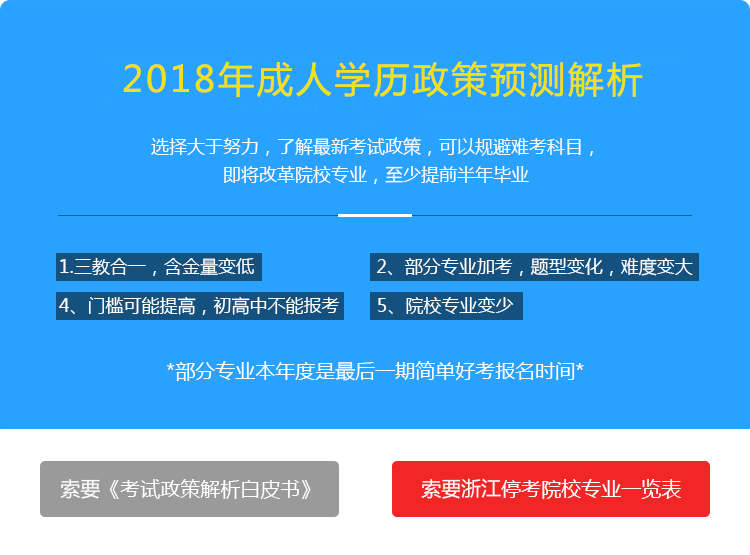 2018年成人学历政策预测解析
选择大于努力，了解最新考试政策，可以规避难考科目，
即将改革院校专业，至少提前半年毕业
1.三教合一，含金量变低
2、部分专业加考，题型变化，难度变大
4、门槛可能提高，初高中不能报考
5、院校专业变少
*部分专业本年度是最后一期简单好考报名时间*
索要《考试政策解析白皮书》
索要浙江停考院校专业一览表